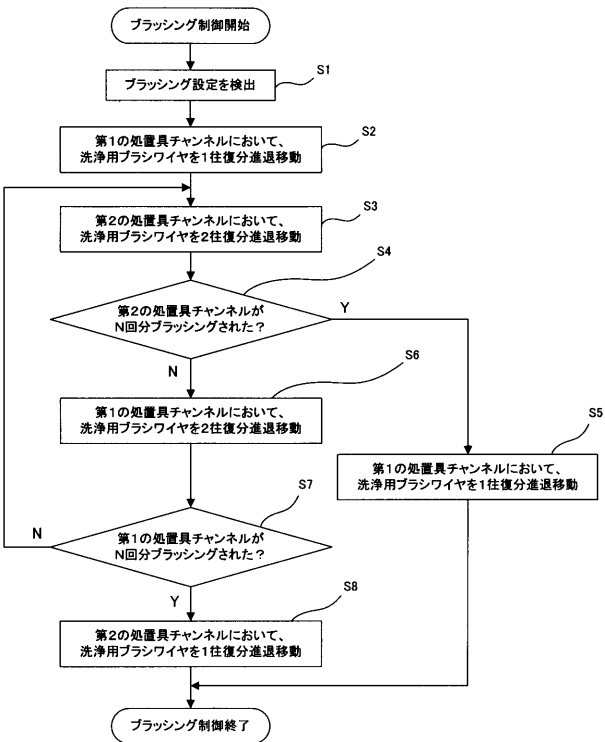 ブラッシング制御開始
S1
ブラッシング設定を検出
S2
第1の処置具チャンネルにおいて、
洗浄用ブラシワイヤを1往復分進退移動
S3
第2の処置具チャンネルにおいて、
洗浄用ブラシワイヤを2往復分進退移動
S4
第2の処置具チャンネルが
N回分ブラッシングされた?
Y
N
S6
第1の処置具チャンネルにおいて、
洗浄用ブラシワイヤを2往復分進退移動
S5
第1の処置具チャンネルにおいて、
洗浄用ブラシワイヤを1往復分進退移動
S7
第1の処置具チャンネルが
N回分ブラッシングされた?
N
Y
S8
第2の処置具チャンネルにおいて、
洗浄用ブラシワイヤを1往復分進退移動
ブラッシング制御終了